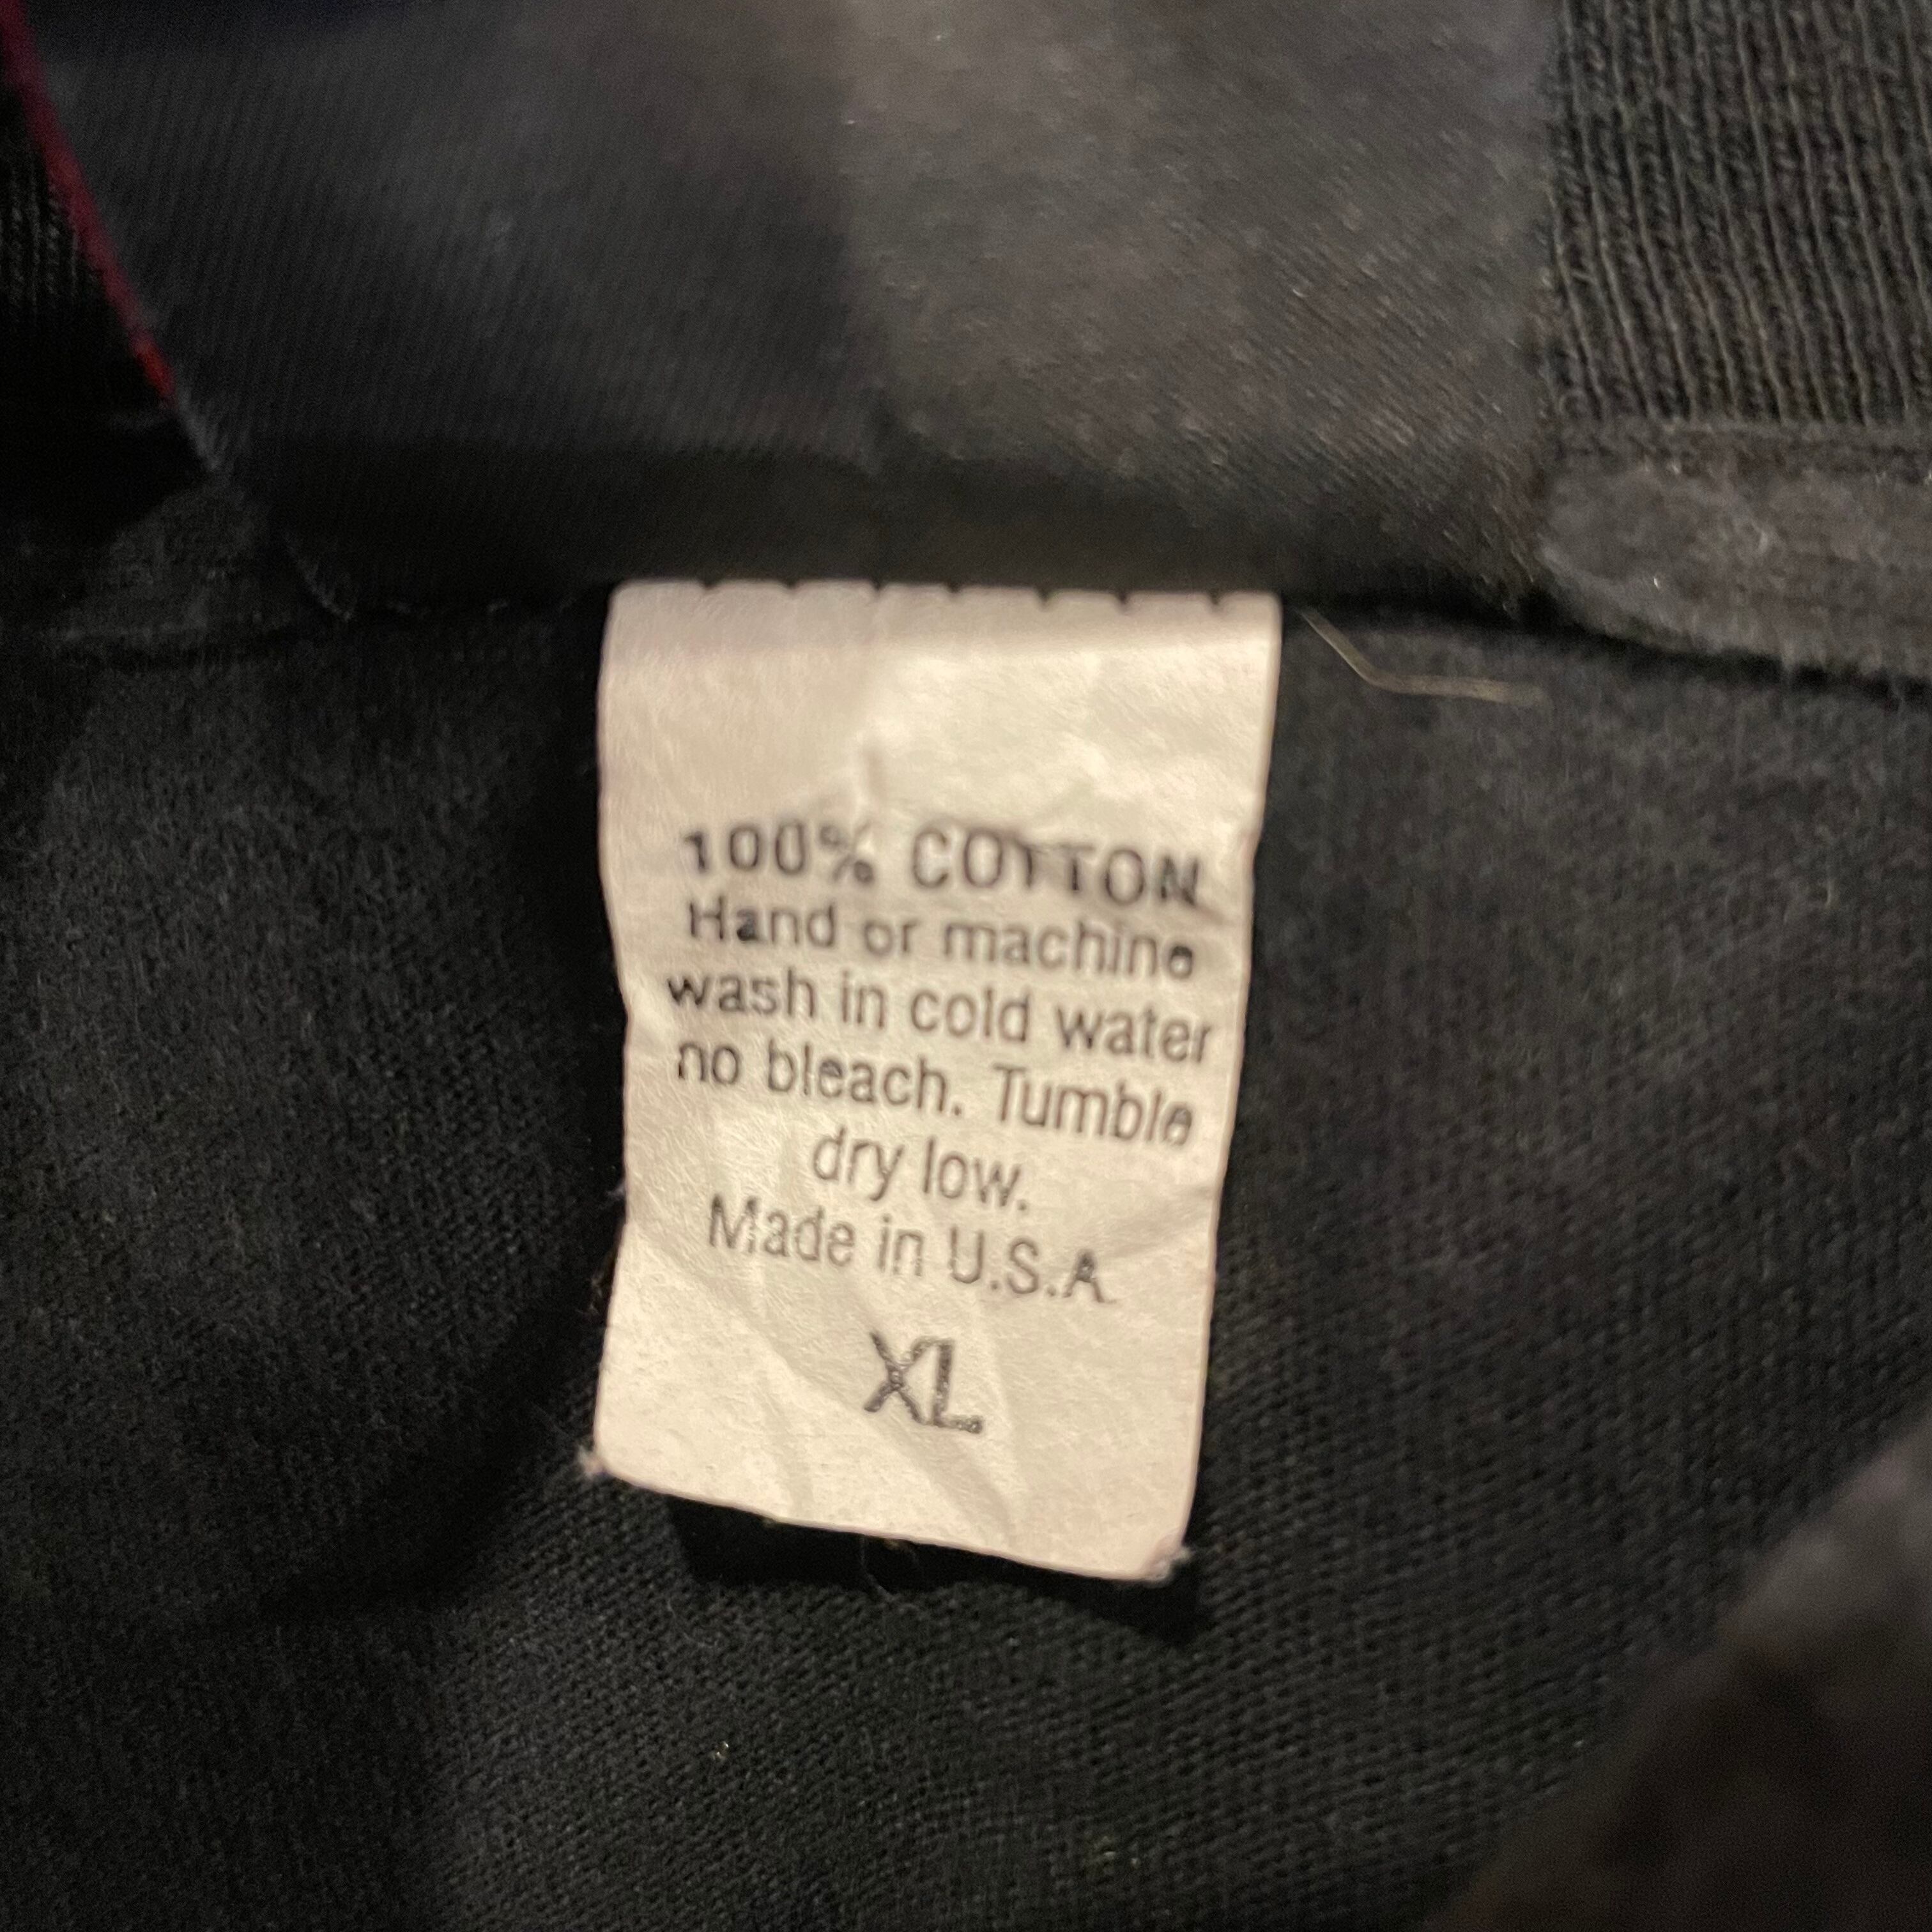 100% COTTON
Hand or machine
wash in cold water
no bleach. Tumble
dry low.
Made in U.S.A
XL